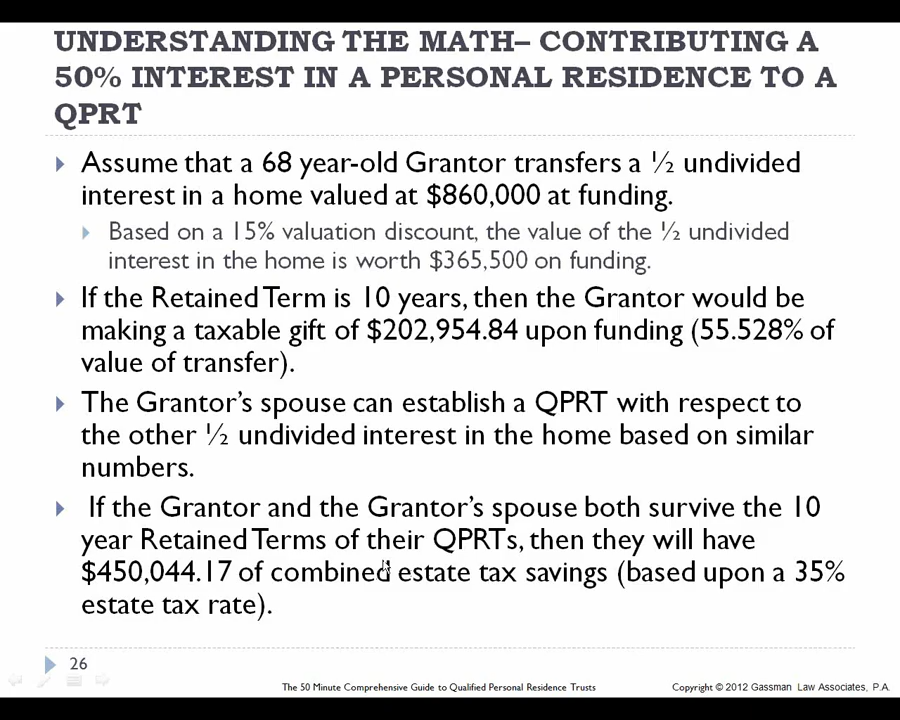 UNDERSTANDING THE MATH– CONTRIBUTING A
50% INTEREST IN A PERSONAL RESIDENCE TO A
QPRT
Assume that a 68 year-old Grantor transfers a ½ undivided
interest in a home valued at $860,000 at funding.
Based on a 15% valuation discount, the value of the ½ undivided
interest in the home is worth $365,500 on funding.
If the Retained Term is 10 years, then the Grantor would be
making a taxable gift of $202,954.84 upon funding (55.528% of
value of transfer).
The Grantor’s spouse can establish a QPRT with respect to
the other ½ undivided interest in the home based on similar
numbers.
If the Grantor and the Grantor’s spouse both survive the 10
year Retained Terms of their QPRTs, then they will have
$450,044.17 of combined estate tax savings (based upon a 35%
estate tax rate).
26
The 50 Minute Comprehensive Guide to Qualified Personal Residence Trusts
Copyright © 2012 Gassman Law Associates, P.A.